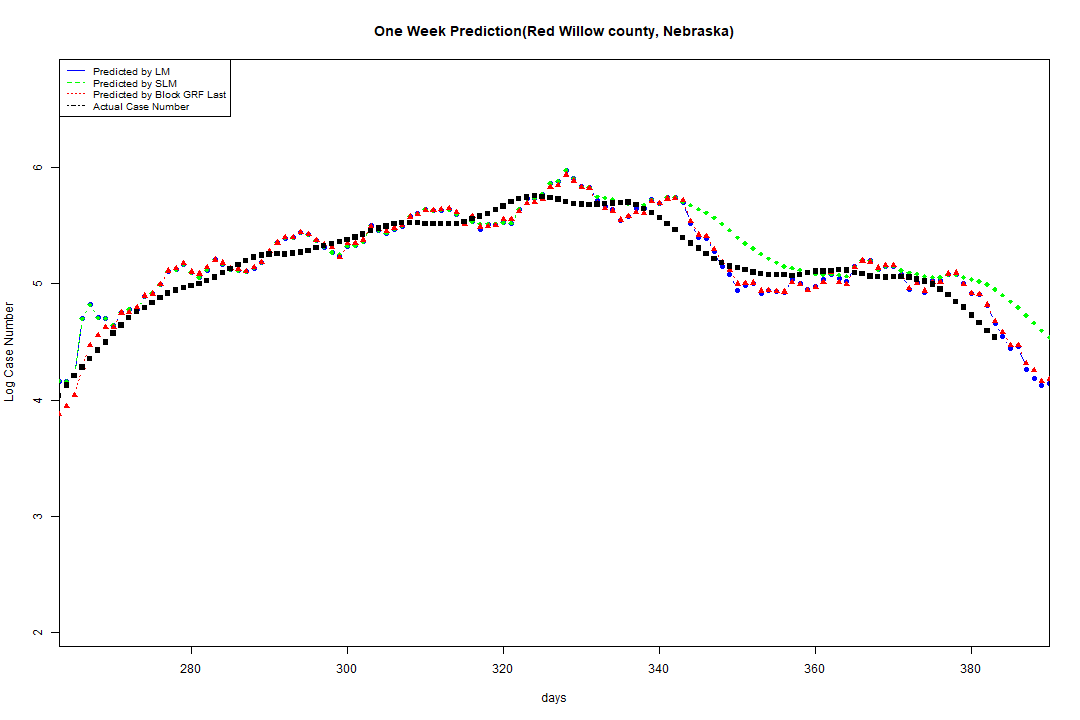 One Week Prediction(Red Willow county, Nebraska)
Predicted by LM
Predicted by SLM
Predicted by Block GRF Last
Actual Case Number
Log Case Number
6
5
4
3
2
280 300 320 340 360 380
days